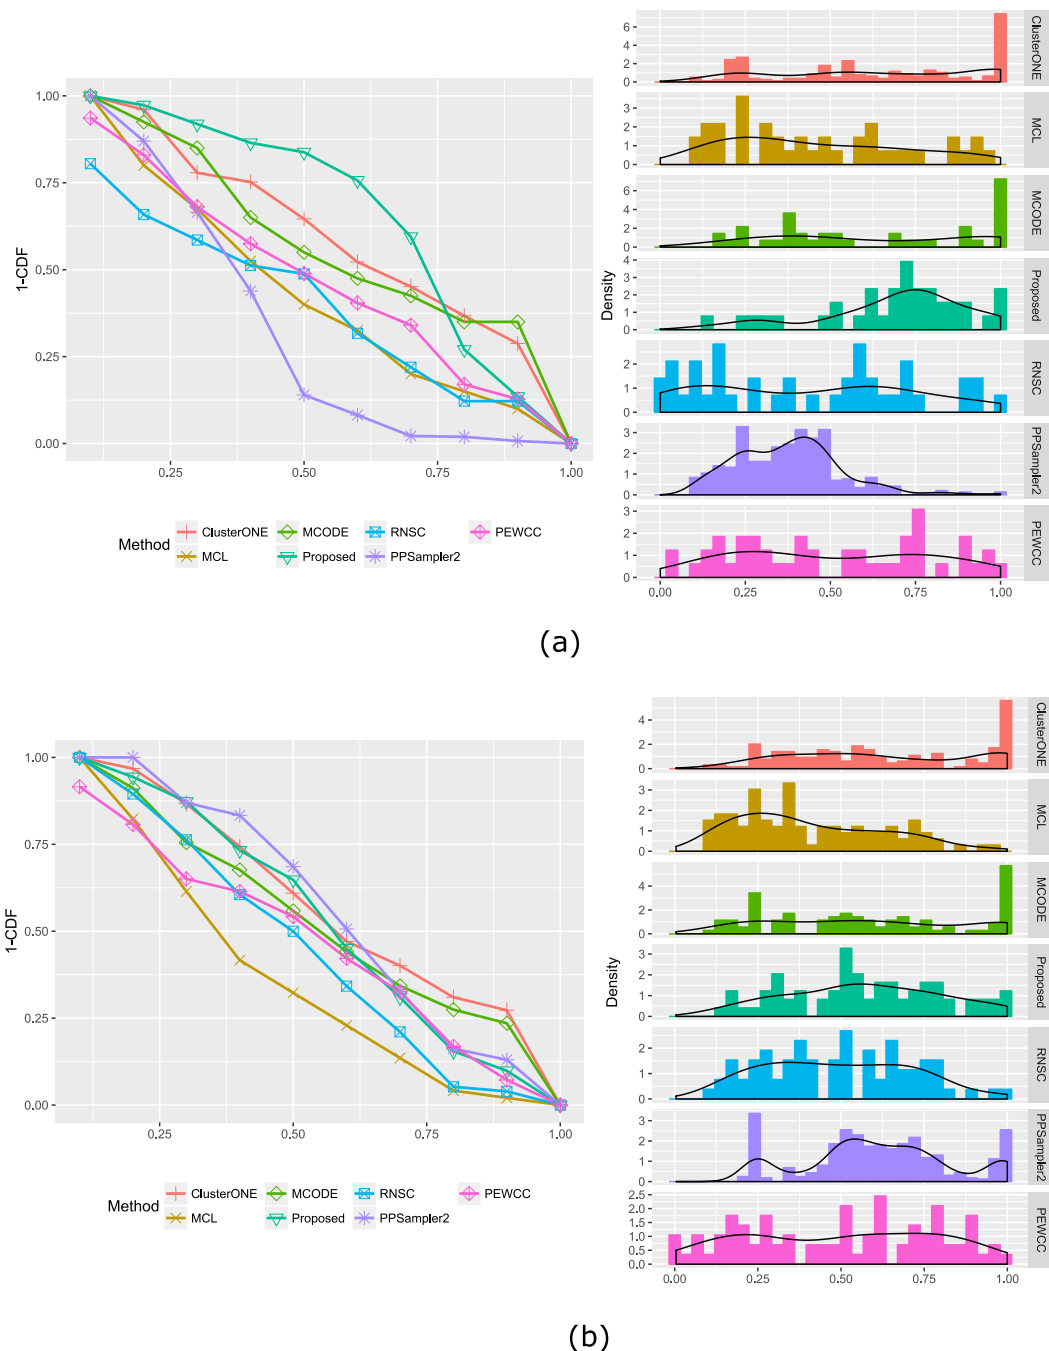 1.00
0.75
0.50
0.25
0.00
1-CDF
0.25
0.50
0.75
1.00
Method
ClusterONE
MCODE
RNSC
PEWCC
MCL
Proposed
PPSampler2
Density
6
4
2
0
ClusterONE
3
2
1
0
MCL
6
4
2
0
MCODE
4
3
2
1
0
Proposed
2
1
0
RNSC
3
2
1
0
PPSampler2
3
2
1
0
PEWCC
0.00
0.25
0.50
0.75
1.00
(a)
1.00
0.75
0.50
0.25
0.00
1-CDF
0.25
0.50
0.75
1.00
Method
ClusterONE
MCODE
RNSC
PEWCC
MCL
Proposed
PPSampler2
Density
4
2
0
ClusterONE
3
2
1
0
MCL
4
2
0
MCODE
3
2
1
0
Proposed
2
1
0
RNSC
3
2
1
0
PPSampler2
2.5
2.0
1.5
1.0
0.5
0.0
PEWCC
0.00
0.25
0.50
0.75
1.00
(b)